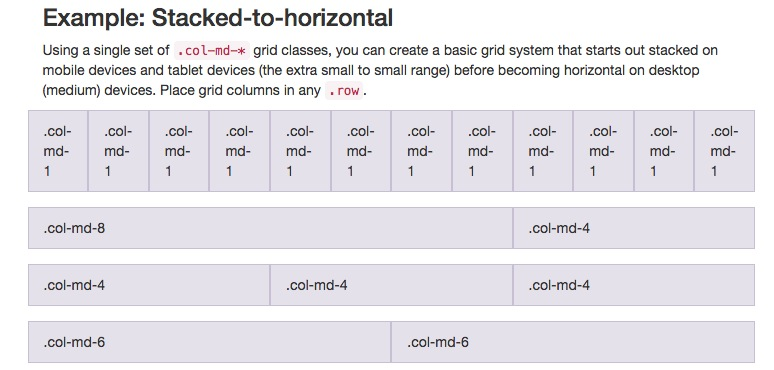 Example: Stacked-to-horizontal
Using a single set of .col-md-* grid classes, you can create a basic grid system that starts out stacked on
mobile devices and tablet devices (the extra small to small range) before becoming horizontal on desktop
(medium) devices. Place grid columns in any .row .
.col- .col- .col- .col- .col- .col- .col- .col- .col- .col- .col- .col-
md- md- md- md- md- md- md- md- md- md- md- md-
1 1 1 1 1 1 1 1 1 1 1 1
.col-md-8 .col-md-4
.col-md-4 .col-md-4 .col-md-4
.col-md-6 .col-md-6